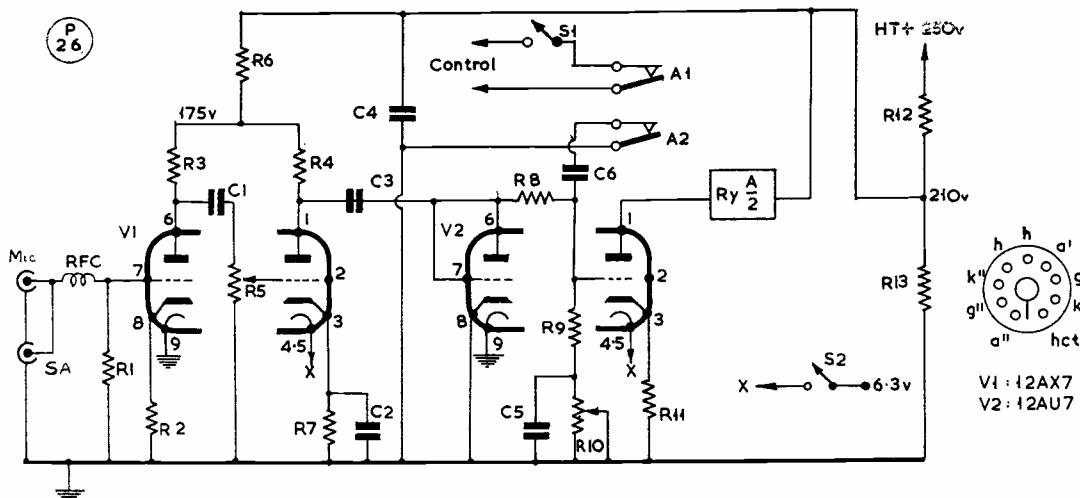 P
26
R6
S1
HT+ 250v
Control
A1
175v
C4
A2
R12
R3
R4
C1
C3
R8
C6
Ry A/2
210v
V1
6
1
V2
6
1
Mic
RFC
7
R5
2
7
2
R13
h
h
a'
k"
g'
g"
k'
a"
hct
8
9
3
4.5
8
9
R9
3
4.5
SA
R1
X
X
S2
X
6.3v
V1 : 12AX7
V2 : 12AU7
R2
R7
C2
C5
R10
R11